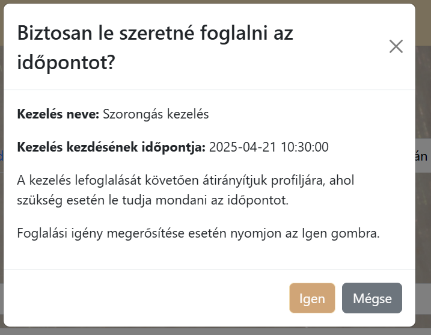 Biztosan le szeretné foglalni az
időpontot?
Kezelés neve: Szorongás kezelés
Kezelés kezdésének időpontja: 2025-04-21 10:30:00
án
A kezelés lefoglalását követően átirányítjuk profiljára, ahol
szükség esetén le tudja mondani az időpontot.
Foglalási igény megerősítése esetén nyomjon az Igen gombra.
Igen Mégse